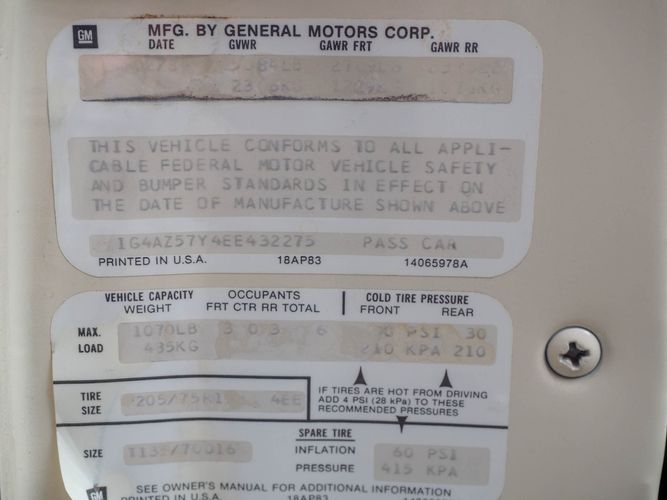 GM MFG. BY GENERAL MOTORS CORP.
DATE GVWR GAWR FRT GAWR RR
THIS VEHICLE CONFORMS TO ALL APPLI-
CABLE FEDERAL MOTOR VEHICLE SAFETY
AND BUMPER STANDARDS IN EFFECT ON
THE DATE OF MANUFACTURE SHOWN ABOVE
1G4AZ57Y4EE432275 PASS CAR
PRINTED IN U.S.A. 18AP83 14065978A
VEHICLE CAPACITY OCCUPANTS COLD TIRE PRESSURE
WEIGHT FRT CTR RR TOTAL FRONT REAR
MAX. 1070LB 3 0 3 6 30 PSI 30
LOAD 485KG 210 KPA 210
TIRE
SIZE 4EE
IF TIRES ARE HOT FROM DRIVING
ADD 4 PSI (28 kPa) TO THESE
RECOMMENDED PRESSURES
SPARE TIRE
SIZE INFLATION 60 PSI
PRESSURE 415 KPA
GM SEE OWNER'S MANUAL FOR ADDITIONAL INFORMATION
PRINTED IN U.S.A. 18AP83